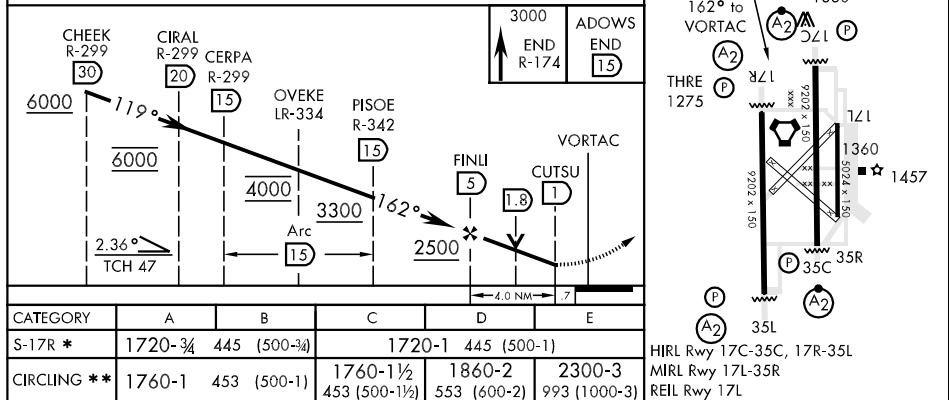 CHEEK
R-299
30
CIRAL
R-299
20
CERPA
R-299
15
OVEKE
LR-334
PISOE
R-342
15
3000
END
R-174
ADOWS
END
15
6000
119°
6000
4000
3300
162°
2500
FINLI
5
1.8
CUTSU
1
VORTAC
Arc
15
2.36°
TCH 47
4.0 NM
.7
CATEGORY A B C D E
S-17R * 1720-¾ 445 (500-¾) 1720-1 445 (500-1)
CIRCLING ** 1760-1 453 (500-1) 1760-1½ 453 (500-1½) 1860-2 553 (600-2) 2300-3 993 (1000-3)
162° to
VORTAC
A2
17C
P
A2
P
THRE
1275
17R
xxx
9202 x 150
17L
1360
1457
xx
xx
xx
5024 x 150
9202 x 150
35R
35C
P
P
A2
A2
35L
HIRL Rwy 17C-35C, 17R-35L
MIRL Rwy 17L-35R
REIL Rwy 17L